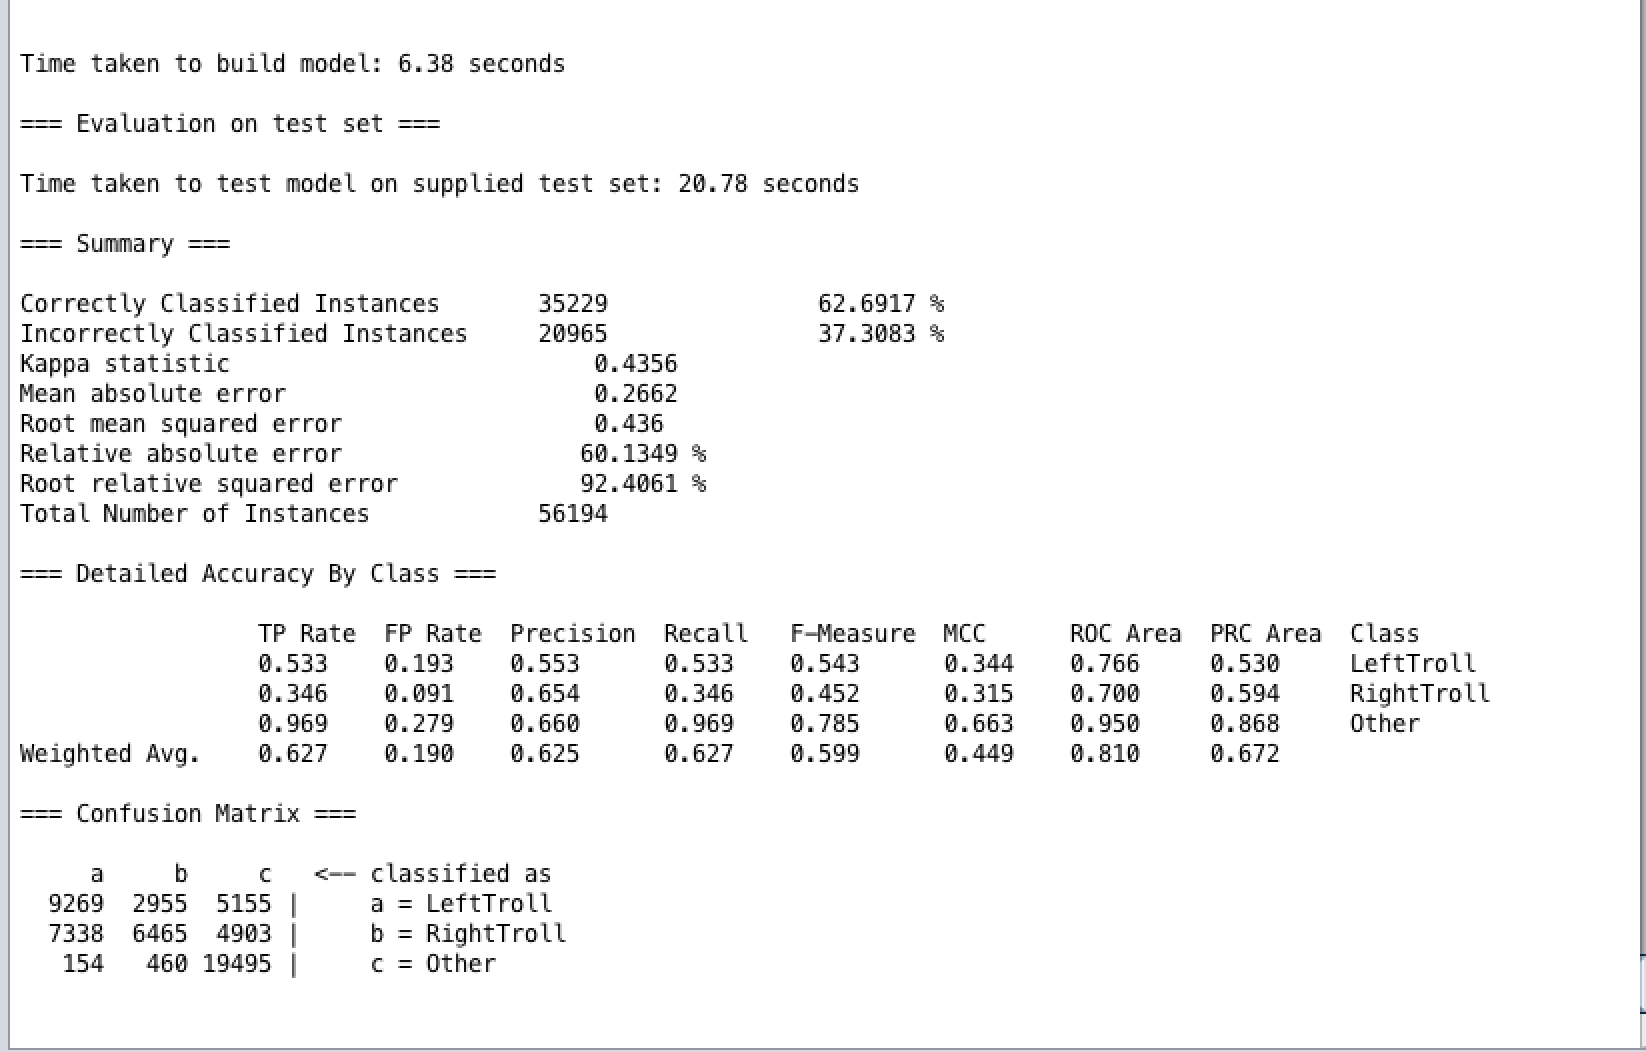 Time taken to build model: 6.38 seconds
=== Evaluation on test set ===
Time taken to test model on supplied test set: 20.78 seconds
=== Summary ===
Correctly Classified Instances       35229               62.6917 %
Incorrectly Classified Instances     20965               37.3083 %
Kappa statistic                          0.4356
Mean absolute error                      0.2662
Root mean squared error                  0.436
Relative absolute error                 60.1349 %
Root relative squared error             92.4061 %
Total Number of Instances            56194
=== Detailed Accuracy By Class ===
                 TP Rate  FP Rate  Precision  Recall   F-Measure  MCC      ROC Area  PRC Area  Class
                 0.533    0.193    0.553      0.533    0.543      0.344    0.766     0.530     LeftTroll
                 0.346    0.091    0.654      0.346    0.452      0.315    0.700     0.594     RightTroll
                 0.969    0.279    0.660      0.969    0.785      0.663    0.950     0.868     Other
Weighted Avg.    0.627    0.190    0.625      0.627    0.599      0.449    0.810     0.672
=== Confusion Matrix ===
     a     b     c   <-- classified as
  9269  2955  5155 |     a = LeftTroll
  7338  6465  4903 |     b = RightTroll
   154   460 19495 |     c = Other